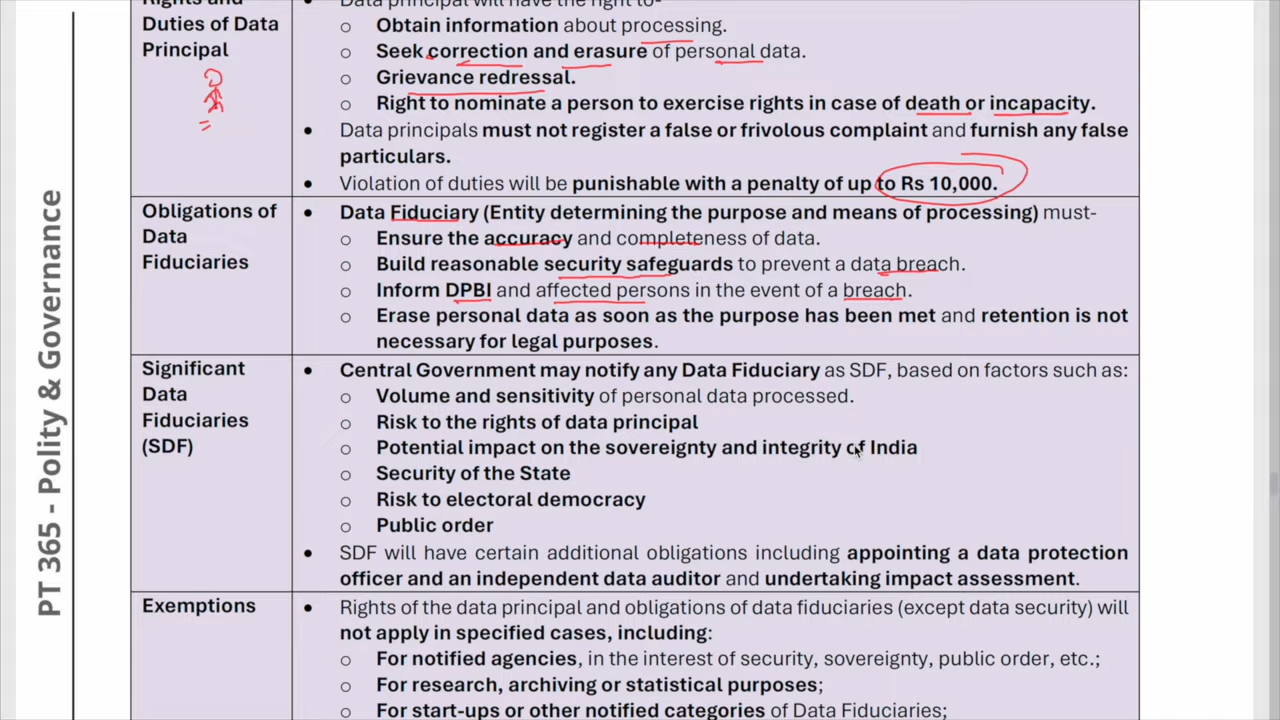 Rights and
Data principal will have the right to-
Duties of Data
Principal
o Obtain information about processing.
o Seek correction and erasure of personal data.
o Grievance redressal.
o Right to nominate a person to exercise rights in case of death or incapacity.
• Data principals must not register a false or frivolous complaint and furnish any false
particulars.
• Violation of duties will be punishable with a penalty of up to Rs 10,000.
Obligations of
Data
Fiduciaries
• Data Fiduciary (Entity determining the purpose and means of processing) must-
o Ensure the accuracy and completeness of data.
o Build reasonable security safeguards to prevent a data breach.
o Inform DPBI and affected persons in the event of a breach.
o Erase personal data as soon as the purpose has been met and retention is not
necessary for legal purposes.
Significant
Data
Fiduciaries
(SDF)
• Central Government may notify any Data Fiduciary as SDF, based on factors such as:
o Volume and sensitivity of personal data processed.
o Risk to the rights of data principal
o Potential impact on the sovereignty and integrity of India
o Security of the State
o Risk to electoral democracy
o Public order
• SDF will have certain additional obligations including appointing a data protection
officer and an independent data auditor and undertaking impact assessment.
Exemptions
• Rights of the data principal and obligations of data fiduciaries (except data security) will
not apply in specified cases, including:
o For notified agencies, in the interest of security, sovereignty, public order, etc.;
o For research, archiving or statistical purposes;
o For start-ups or other notified categories of Data Fiduciaries;
PT 365 - Polity & Governance